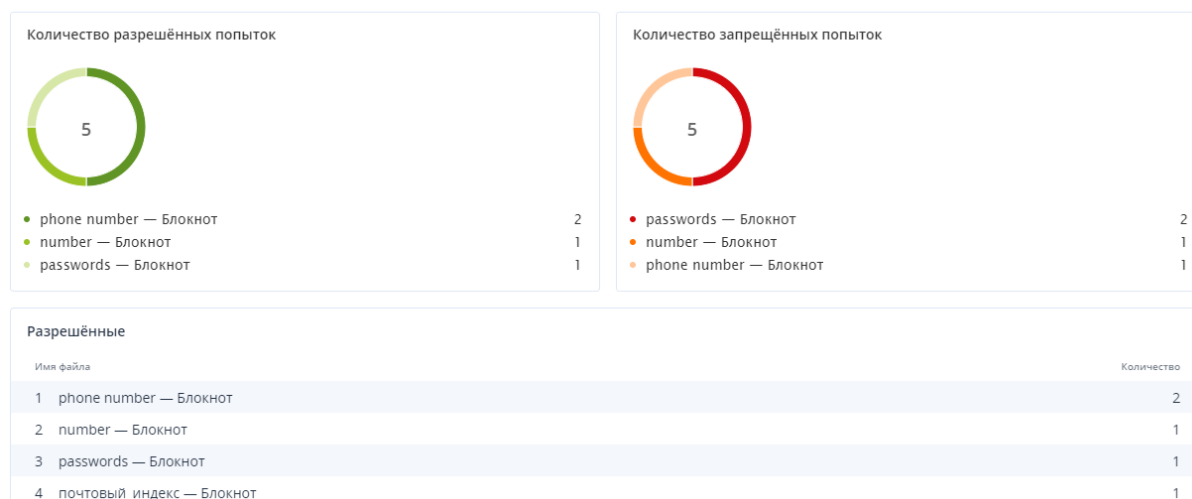 Количество разрешённых попыток
5
phone number — Блокнот 2
number — Блокнот 1
passwords — Блокнот 1
Количество запрещённых попыток
5
passwords — Блокнот 2
number — Блокнот 1
phone number — Блокнот 1
Разрешённые
Имя файла Количество
1 phone number — Блокнот 2
2 number — Блокнот 1
3 passwords — Блокнот 1
4 почтовый индекс — Блокнот 1